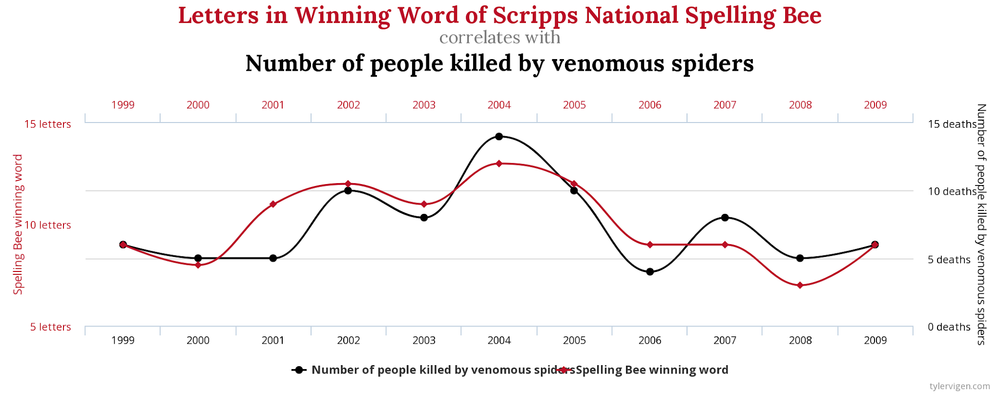 Letters in Winning Word of Scripps National Spelling Bee
correlates with
Number of people killed by venomous spiders
1999 2000 2001 2002 2003 2004 2005 2006 2007 2008 2009
15 letters
10 letters
5 letters
Spelling Bee winning word
15 deaths
10 deaths
5 deaths
0 deaths
Number of people killed by venomous spiders
1999 2000 2001 2002 2003 2004 2005 2006 2007 2008 2009
Number of people killed by venomous spiders Spelling Bee winning word
tylervigen.com